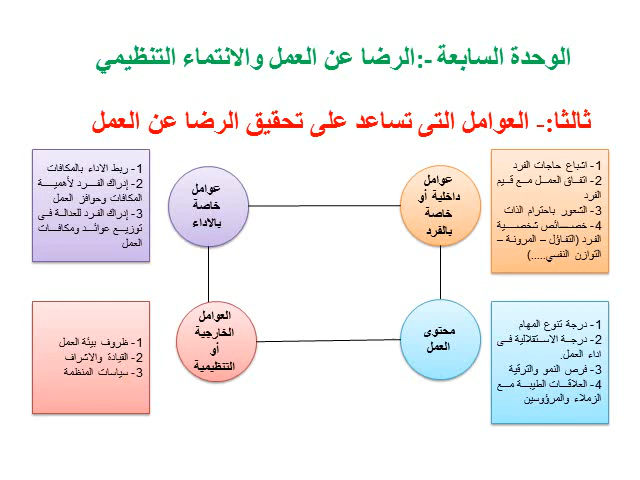 الوحدة السابعة -:الرضا عن العمل والانتماء التنظيمي
ثالثا:- العوامل التى تساعد على تحقيق الرضا عن العمل
1- اشباع حاجات الفرد
2- اتفاق العمل مع قيم
الفرد
3- الشعور باحترام الذات
4- خصائص شخصية
الفرد (التفاؤل – المرونة –
التوازن النفسي.....)
عوامل
داخلية أو
خاصة
بالفرد
عوامل
خاصة
بالاداء
1- ربط الاداء بالمكافات
2- إدراك الفرد لأهمية
المكافات وحوافز العمل
3- إدراك الفرد للعدالة فى
توزيع عوائد ومكافات
العمل
1- درجة تنوع المهام
2- درجة الاستقلالية فى
اداء العمل.
3- فرص النمو والترقية
4- العلاقات الطيبة مع
الزملاء والمرؤوسين
محتوى
العمل
العوامل
الخارجية
أو
التنظيمية
1- ظروف بيئة العمل
2- القيادة والاشراف
3- سياسات المنظمة